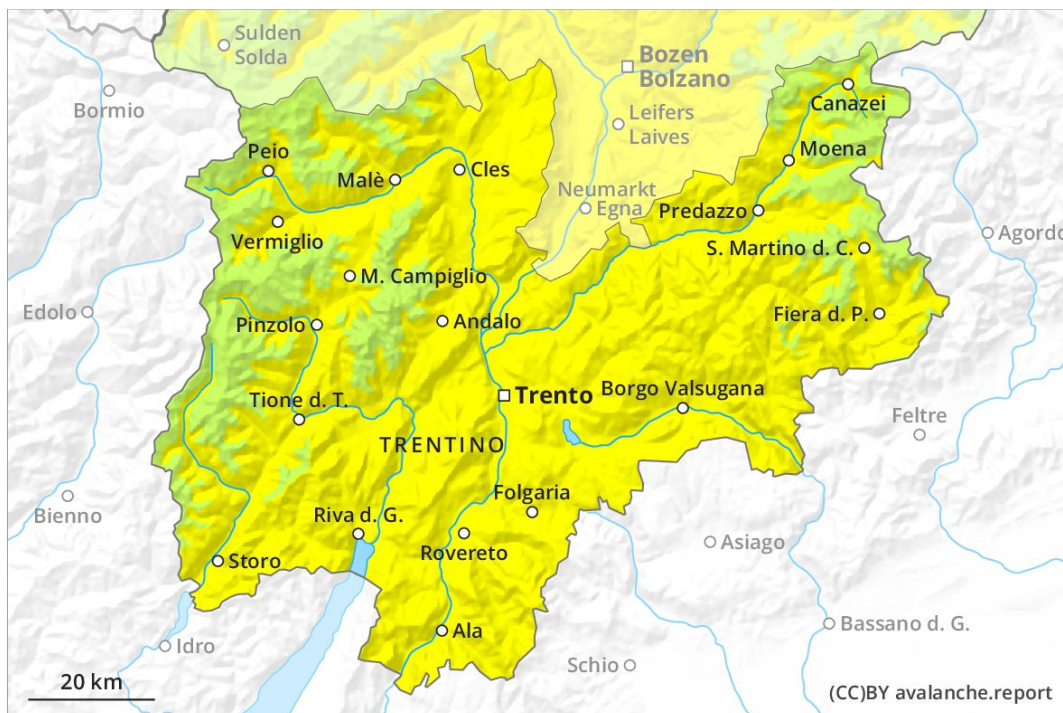 Sulden
Solda
Bozen
Bolzano
Bormio
Canazei
Leifers
Laives
Peio
Moena
Malè
Cles
Neumarkt
Egna
Predazzo
Vermiglio
Agordo
S. Martino d. C.
M. Campiglio
Edolo
Pinzolo
Andalo
Fiera d. P.
Trento
Borgo Valsugana
Tione d. T.
Feltre
TRENTINO
Bienno
Folgaria
Riva d. G.
Asiago
Rovereto
Storo
Bassano d. G.
Ala
Idro
Schio
20 km
(CC)BY avalanche.report